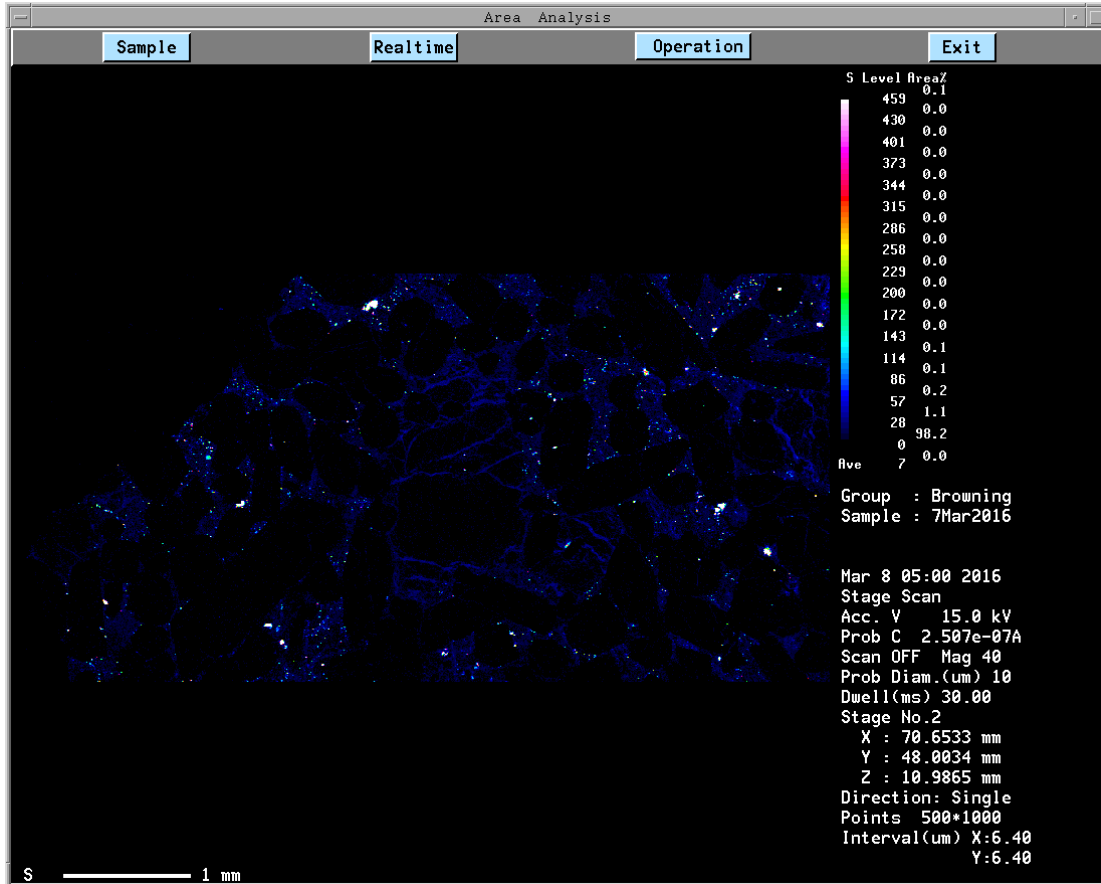 Area Analysis
Sample Realtime Operation Exit
S Level Area%
0.1
459
0.0
430
0.0
401
0.0
373
0.0
344
0.0
315
0.0
286
0.0
258
0.0
229
0.0
200
0.0
172
0.0
143
0.1
114
0.1
86
0.2
57
1.1
28
98.2
0
0.0
Ave 7
Group : Browning
Sample : 7Mar2016
Mar 8 05:00 2016
Stage Scan
Acc. V 15.0 kV
Prob C 2.507e-07A
Scan OFF Mag 40
Prob Diam.(um) 10
Dwell(ms) 30.00
Stage No.2
X : 70.6533 mm
Y : 48.0034 mm
Z : 10.9865 mm
Direction: Single
Points 500*1000
Interval(um) X:6.40
Y:6.40
S 1 mm